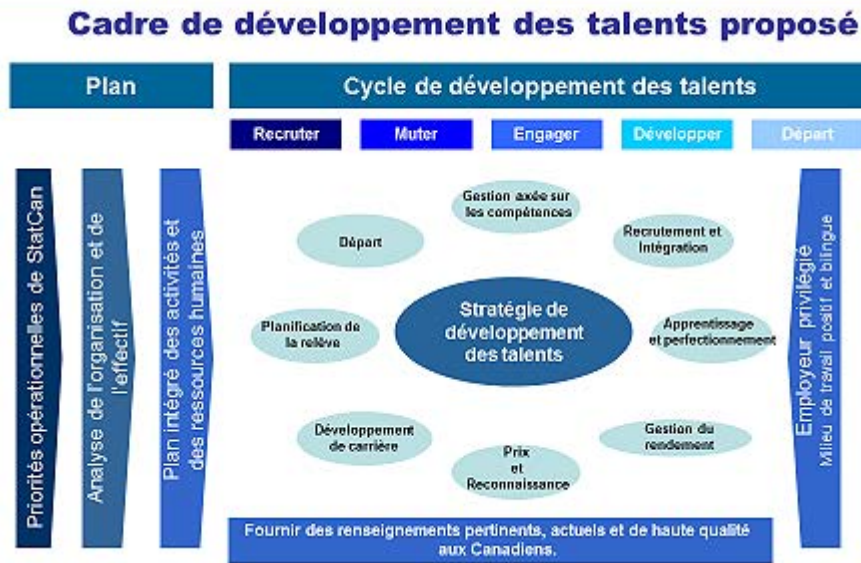 Cadre de développement des talents proposé
Plan
Cycle de développement des talents
Recruter
Muter
Engager
Développer
Départ
Priorités opérationnelles de StatCan
Analyse de l'organisation et de
l'effectif
Plan intégré des activités et
des ressources humaines
Gestion axée sur
les compétences
Départ
Recrutement et
Intégration
Stratégie de
développement
des talents
Planification de
la relève
Apprentissage
et perfectionnement
Développement
de carrière
Gestion du
rendement
Prix
et
Reconnaissance
Employeur privilégié
Milieu de travail positif et bilingue
Fournir des renseignements pertinents, actuels et de haute qualité
aux Canadiens.